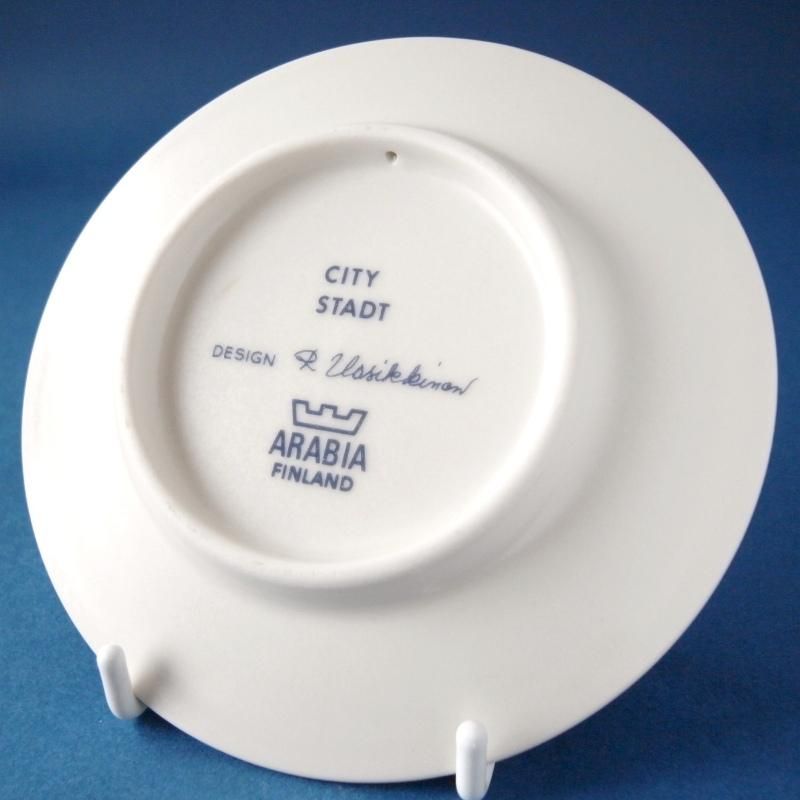 CITY
STADT
DESIGN R Uosikkinen
ARABIA
FINLAND